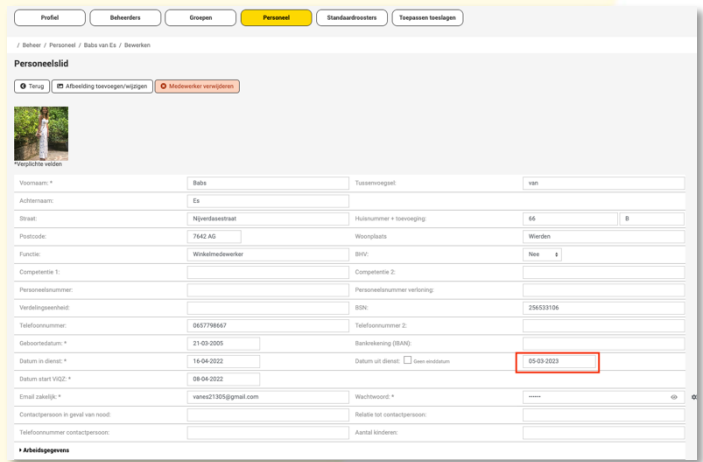 Profiel Beheerders Groepen Personeel Standaardroosters Toepassen toeslagen
/ Beheer / Personeel / Babs van Es / Bewerken
Personeelslid
Terug Afbeelding toevoegen/wijzigen Medewerker verwijderen
*Verplichte velden
Voornaam: * Babs Tussenvoegsel: van
Achternaam: Es
Straat: Nijverdalsestraat Huisnummer + toevoeging: 66 B
Postcode: 7642 AG Woonplaats Wierden
Functie: Winkelmedewerker BHV: Nee
Competentie 1: Competentie 2:
Personeelsnummer: Personeelsnummer verloning:
Verdelingseenheid: BSN: 256533106
Telefoonnummer: 0657798667 Telefoonnummer 2:
Geboortedatum: * 21-03-2005 Bankrekening (IBAN):
Datum in dienst: * 16-04-2022 Datum uit dienst: Geen einddatum 05-03-2023
Datum start ViQZ: * 08-04-2022
Email zakelijk: * vanes21305@gmail.com Wachtwoord: * ••••••
Contactpersoon in geval van nood: Relatie tot contactpersoon:
Telefoonnummer contactpersoon: Aantal kinderen:
Arbeidsgegevens